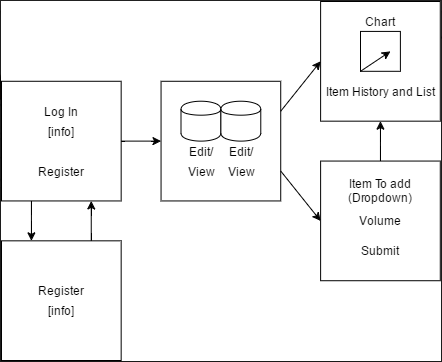 Chart
Item History and List
Log In
[info]
Register
Edit/ Edit/
View View
Item To add
(Dropdown)
Volume
Submit
Register
[info]